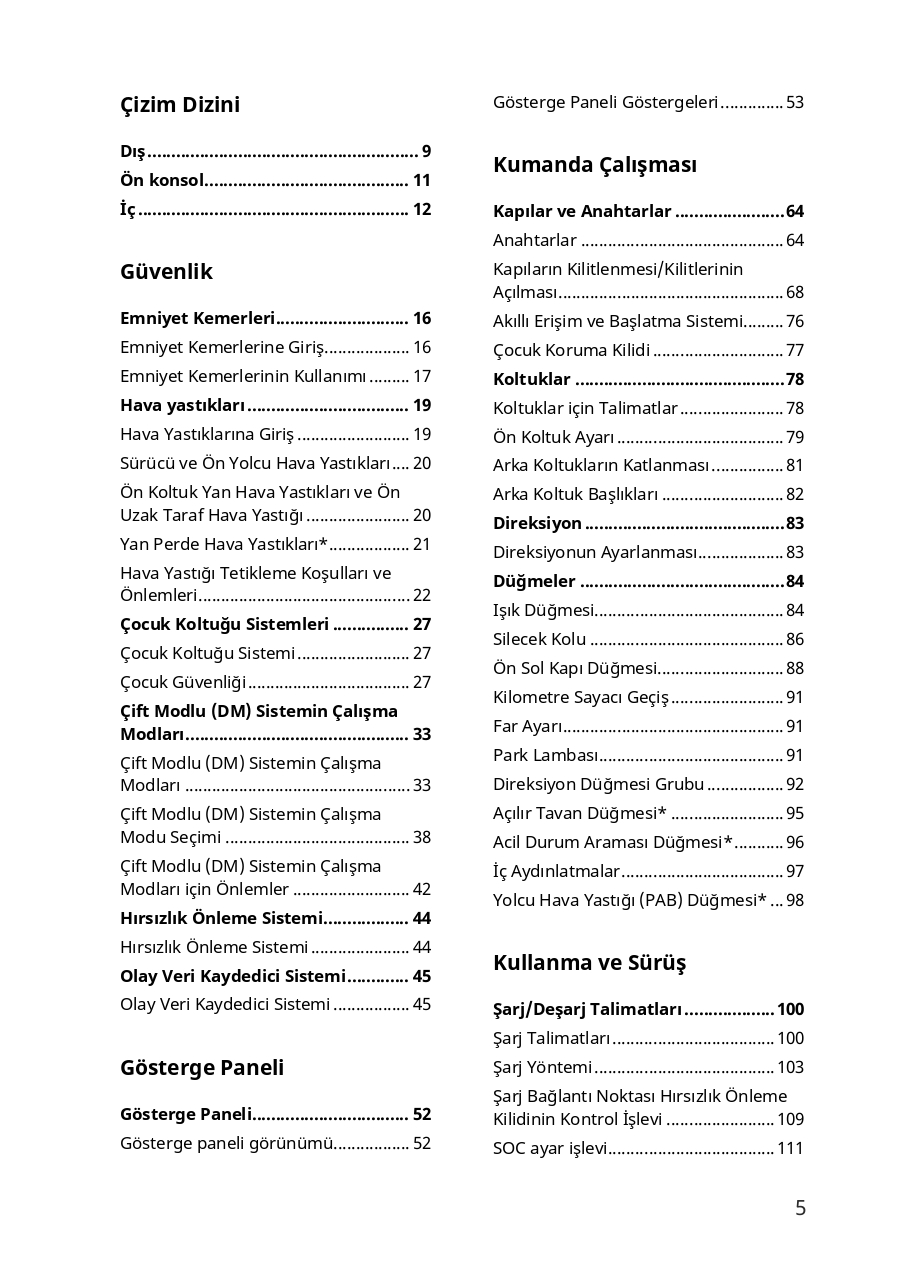 Çizim Dizini
Dış......................................................... 9
Ön konsol........................................... 11
İç ......................................................... 12
Güvenlik
Emniyet Kemerleri............................ 16
Emniyet Kemerlerine Giriş................... 16
Emniyet Kemerlerinin Kullanımı ......... 17
Hava yastıkları .................................. 19
Hava Yastıklarına Giriş ......................... 19
Sürücü ve Ön Yolcu Hava Yastıkları .... 20
Ön Koltuk Yan Hava Yastıkları ve Ön
Uzak Taraf Hava Yastığı ....................... 20
Yan Perde Hava Yastıkları*.................. 21
Hava Yastığı Tetikleme Koşulları ve
Önlemleri............................................... 22
Çocuk Koltuğu Sistemleri ................ 27
Çocuk Koltuğu Sistemi ......................... 27
Çocuk Güvenliği .................................... 27
Çift Modlu (DM) Sistemin Çalışma
Modları............................................... 33
Çift Modlu (DM) Sistemin Çalışma
Modları .................................................. 33
Çift Modlu (DM) Sistemin Çalışma
Modu Seçimi ......................................... 38
Çift Modlu (DM) Sistemin Çalışma
Modları için Önlemler .......................... 42
Hırsızlık Önleme Sistemi.................. 44
Hırsızlık Önleme Sistemi ...................... 44
Olay Veri Kaydedici Sistemi............. 45
Olay Veri Kaydedici Sistemi ................. 45
Gösterge Paneli
Gösterge Paneli................................. 52
Gösterge paneli görünümü................. 52
Gösterge Paneli Göstergeleri .............. 53
Kumanda Çalışması
Kapılar ve Anahtarlar .......................64
Anahtarlar ............................................. 64
Kapıların Kilitlenmesi/Kilitlerinin
Açılması.................................................. 68
Akıllı Erişim ve Başlatma Sistemi......... 76
Çocuk Koruma Kilidi ............................. 77
Koltuklar ............................................78
Koltuklar için Talimatlar ....................... 78
Ön Koltuk Ayarı ..................................... 79
Arka Koltukların Katlanması ................ 81
Arka Koltuk Başlıkları ........................... 82
Direksiyon ..........................................83
Direksiyonun Ayarlanması................... 83
Düğmeler ...........................................84
Işık Düğmesi.......................................... 84
Silecek Kolu ........................................... 86
Ön Sol Kapı Düğmesi............................ 88
Kilometre Sayacı Geçiş ......................... 91
Far Ayarı................................................. 91
Park Lambası......................................... 91
Direksiyon Düğmesi Grubu ................. 92
Açılır Tavan Düğmesi* ......................... 95
Acil Durum Araması Düğmesi*........... 96
İç Aydınlatmalar.................................... 97
Yolcu Hava Yastığı (PAB) Düğmesi* ... 98
Kullanma ve Sürüş
Şarj/Deşarj Talimatları ................... 100
Şarj Talimatları .................................... 100
Şarj Yöntemi ........................................ 103
Şarj Bağlantı Noktası Hırsızlık Önleme
Kilidinin Kontrol İşlevi ........................ 109
SOC ayar işlevi..................................... 111
5